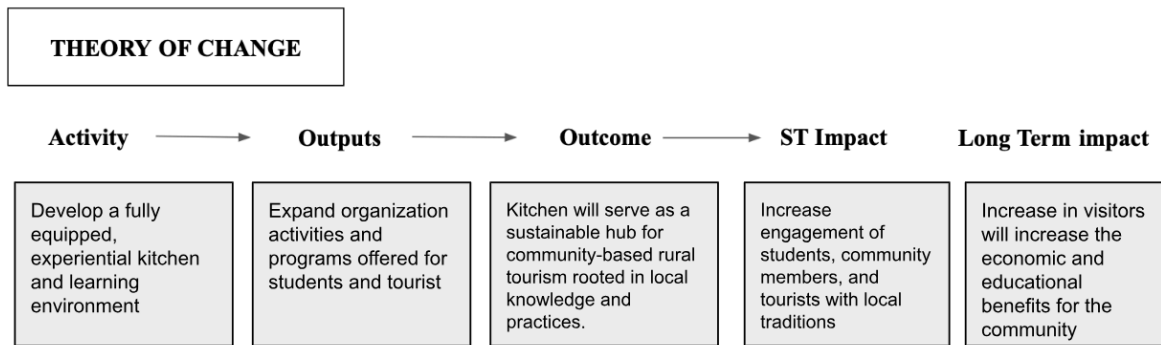 THEORY OF CHANGE
Activity
Outputs
Outcome
ST Impact
Long Term impact
Develop a fully
equipped,
experiential kitchen
and learning
environment
Expand organization
activities and
programs offered for
students and tourist
Kitchen will serve as a
sustainable hub for
community-based rural
tourism rooted in local
knowledge and
practices.
Increase
engagement of
students, community
members, and
tourists with local
traditions
Increase in visitors
will increase the
economic and
educational
benefits for the
community